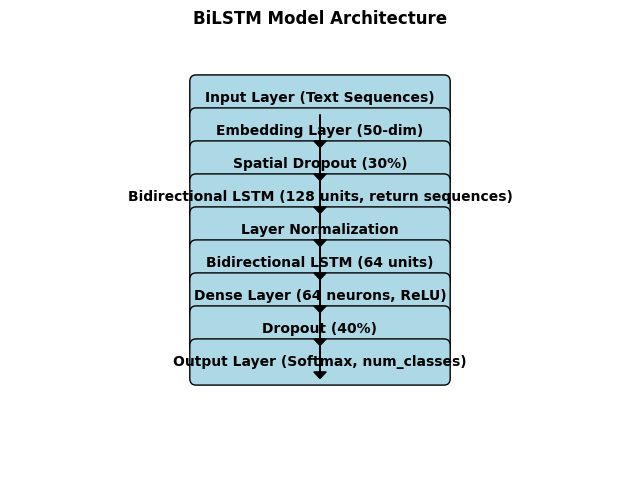 BiLSTM Model Architecture
Input Layer (Text Sequences)
Embedding Layer (50-dim)
Spatial Dropout (30%)
Bidirectional LSTM (128 units, return sequences)
Layer Normalization
Bidirectional LSTM (64 units)
Dense Layer (64 neurons, ReLU)
Dropout (40%)
Output Layer (Softmax, num_classes)